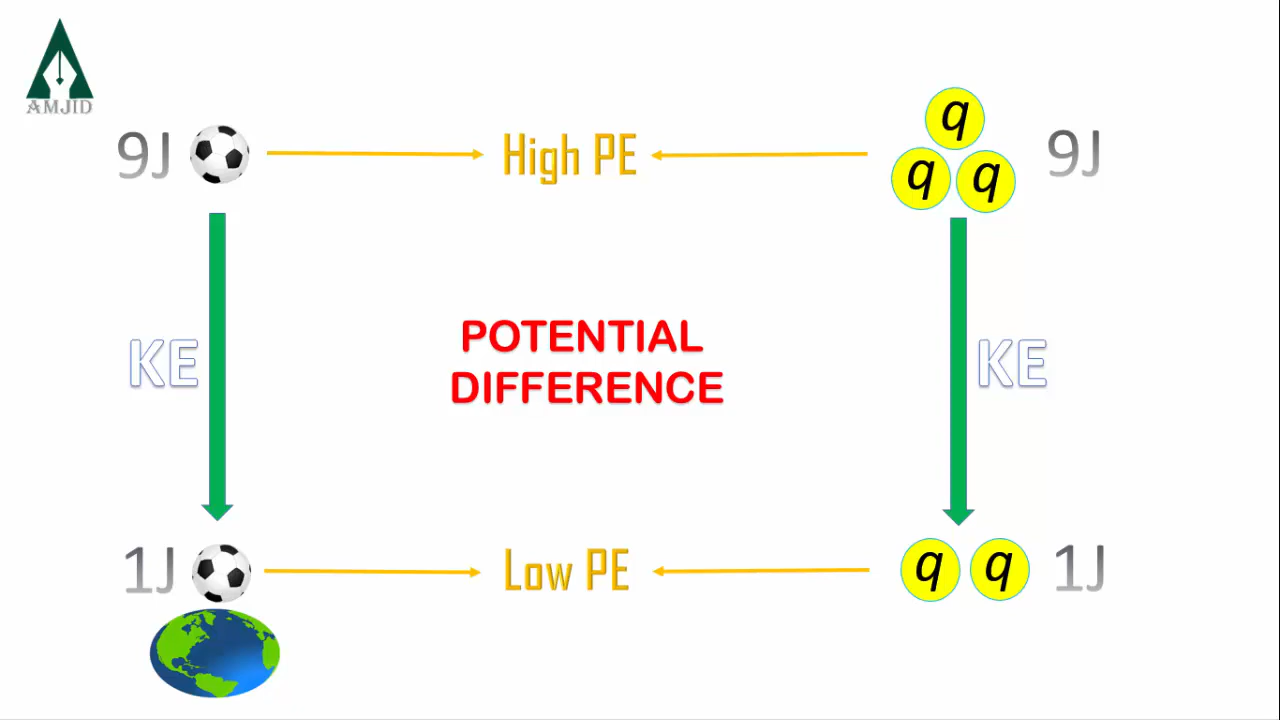 AMJID
9J
High PE
q
q q
9J
KE
POTENTIAL
DIFFERENCE
KE
1J
Low PE
q q
1J